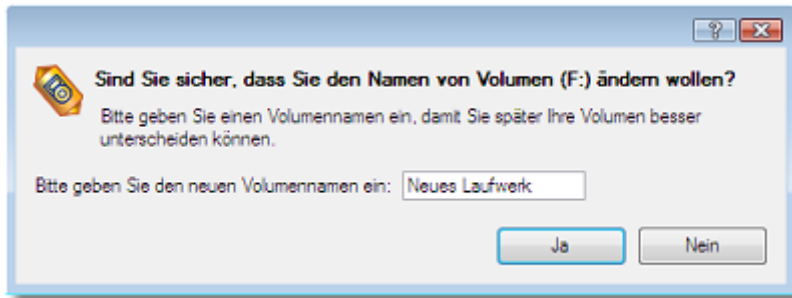 Sind Sie sicher, dass Sie den Namen von Volumen (F:) ändern wollen?
Bitte geben Sie einen Volumennamen ein, damit Sie später Ihre Volumen besser
unterscheiden können.
Bitte geben Sie den neuen Volumennamen ein: Neues Laufwerk
Ja Nein